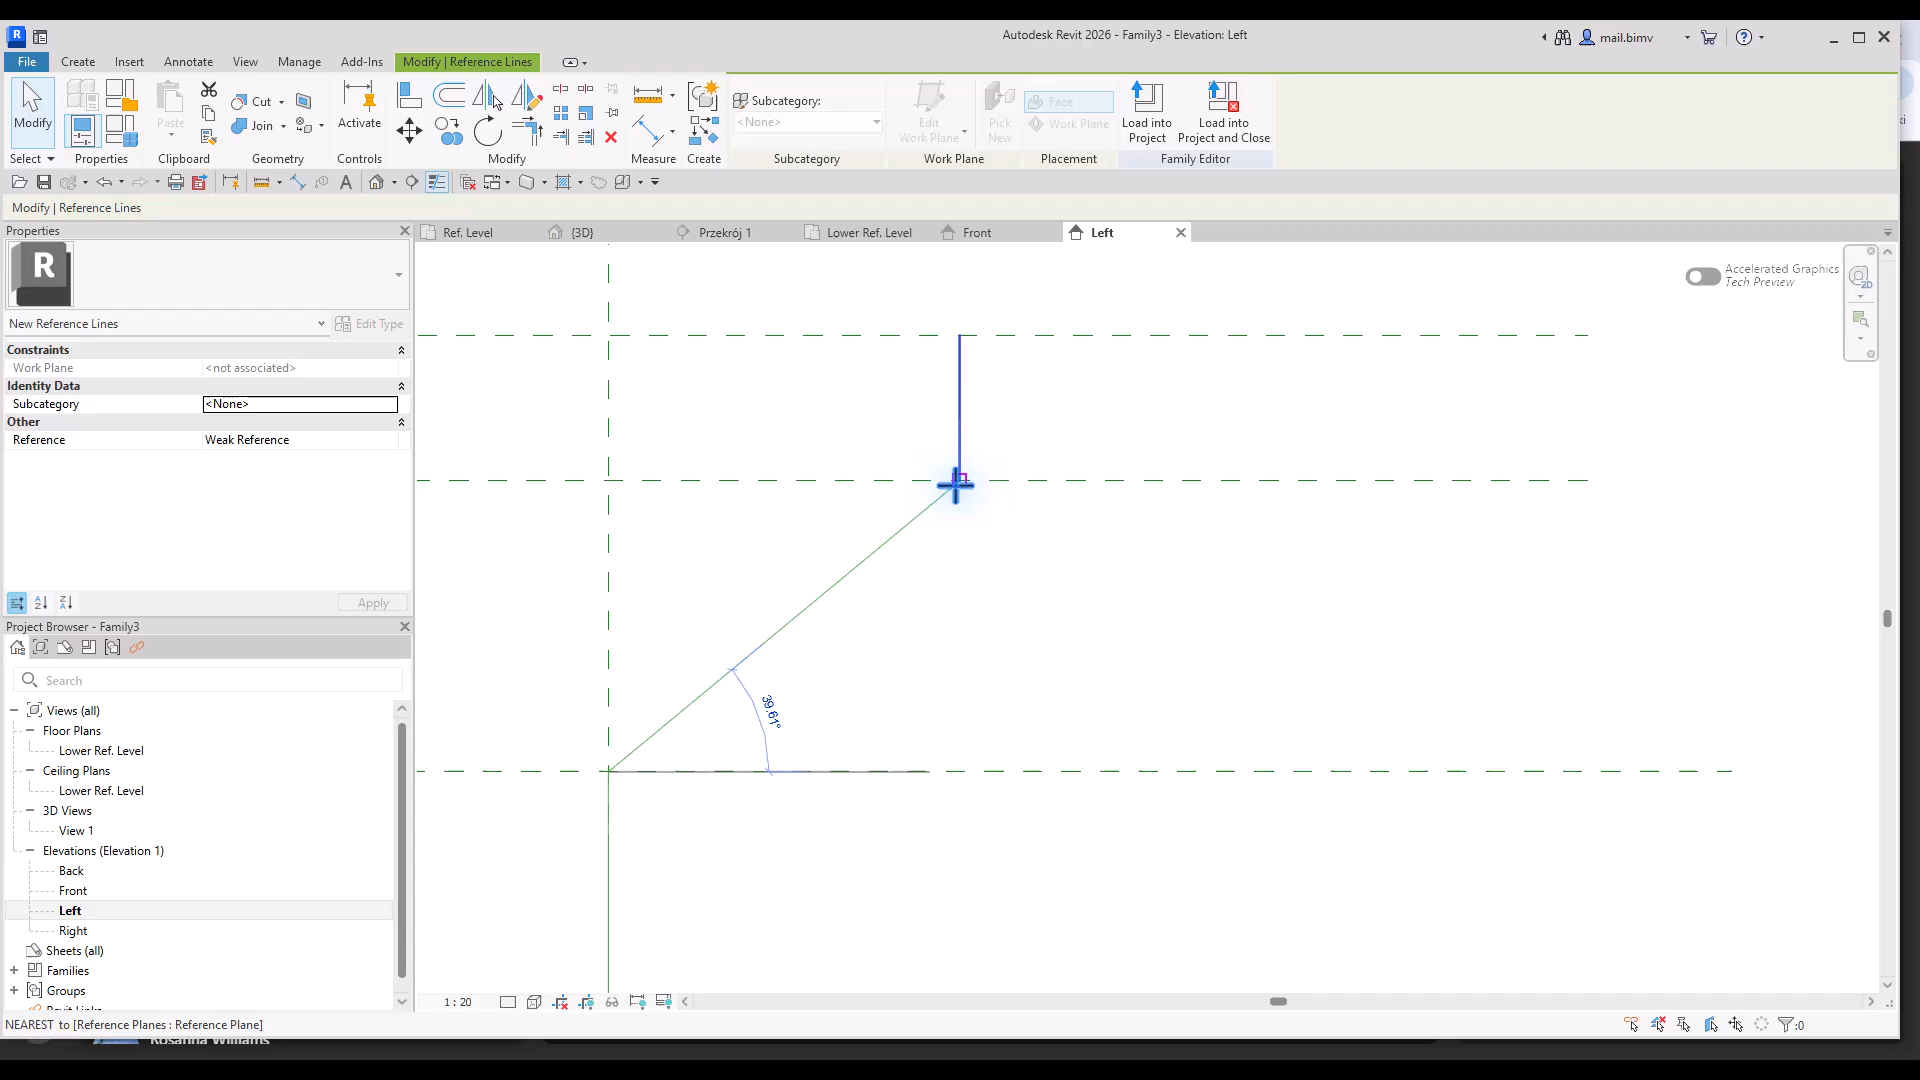 Autodesk Revit 2026 - Family3 - Elevation: Left
mail.bimv
File Create Insert Annotate View Manage Add-Ins Modify | Reference Lines
Modify
Paste
Cut
Join
Activate
Subcategory:
<None>
Edit
Work Plane
Pick
New
Face
Work Plane
Load into
Project
Load into
Project and Close
Select Properties Clipboard Geometry Controls Modify Measure Create Subcategory Work Plane Placement Family Editor
Modify | Reference Lines
Properties
Ref. Level {3D} Przekrój 1 Lower Ref. Level Front Left
R
Accelerated Graphics
Tech Preview
2D
New Reference Lines
Edit Type
Constraints
Work Plane <not associated>
Identity Data
Subcategory <None>
Other
Reference Weak Reference
Apply
39.61°
Project Browser - Family3
Search
Views (all)
Floor Plans
Lower Ref. Level
Ceiling Plans
Lower Ref. Level
3D Views
View 1
Elevations (Elevation 1)
Back
Front
Left
Right
Sheets (all)
Families
Groups
Revit Links
1 : 20
NEAREST to [Reference Planes : Reference Plane]
:0
Rosanna Williams